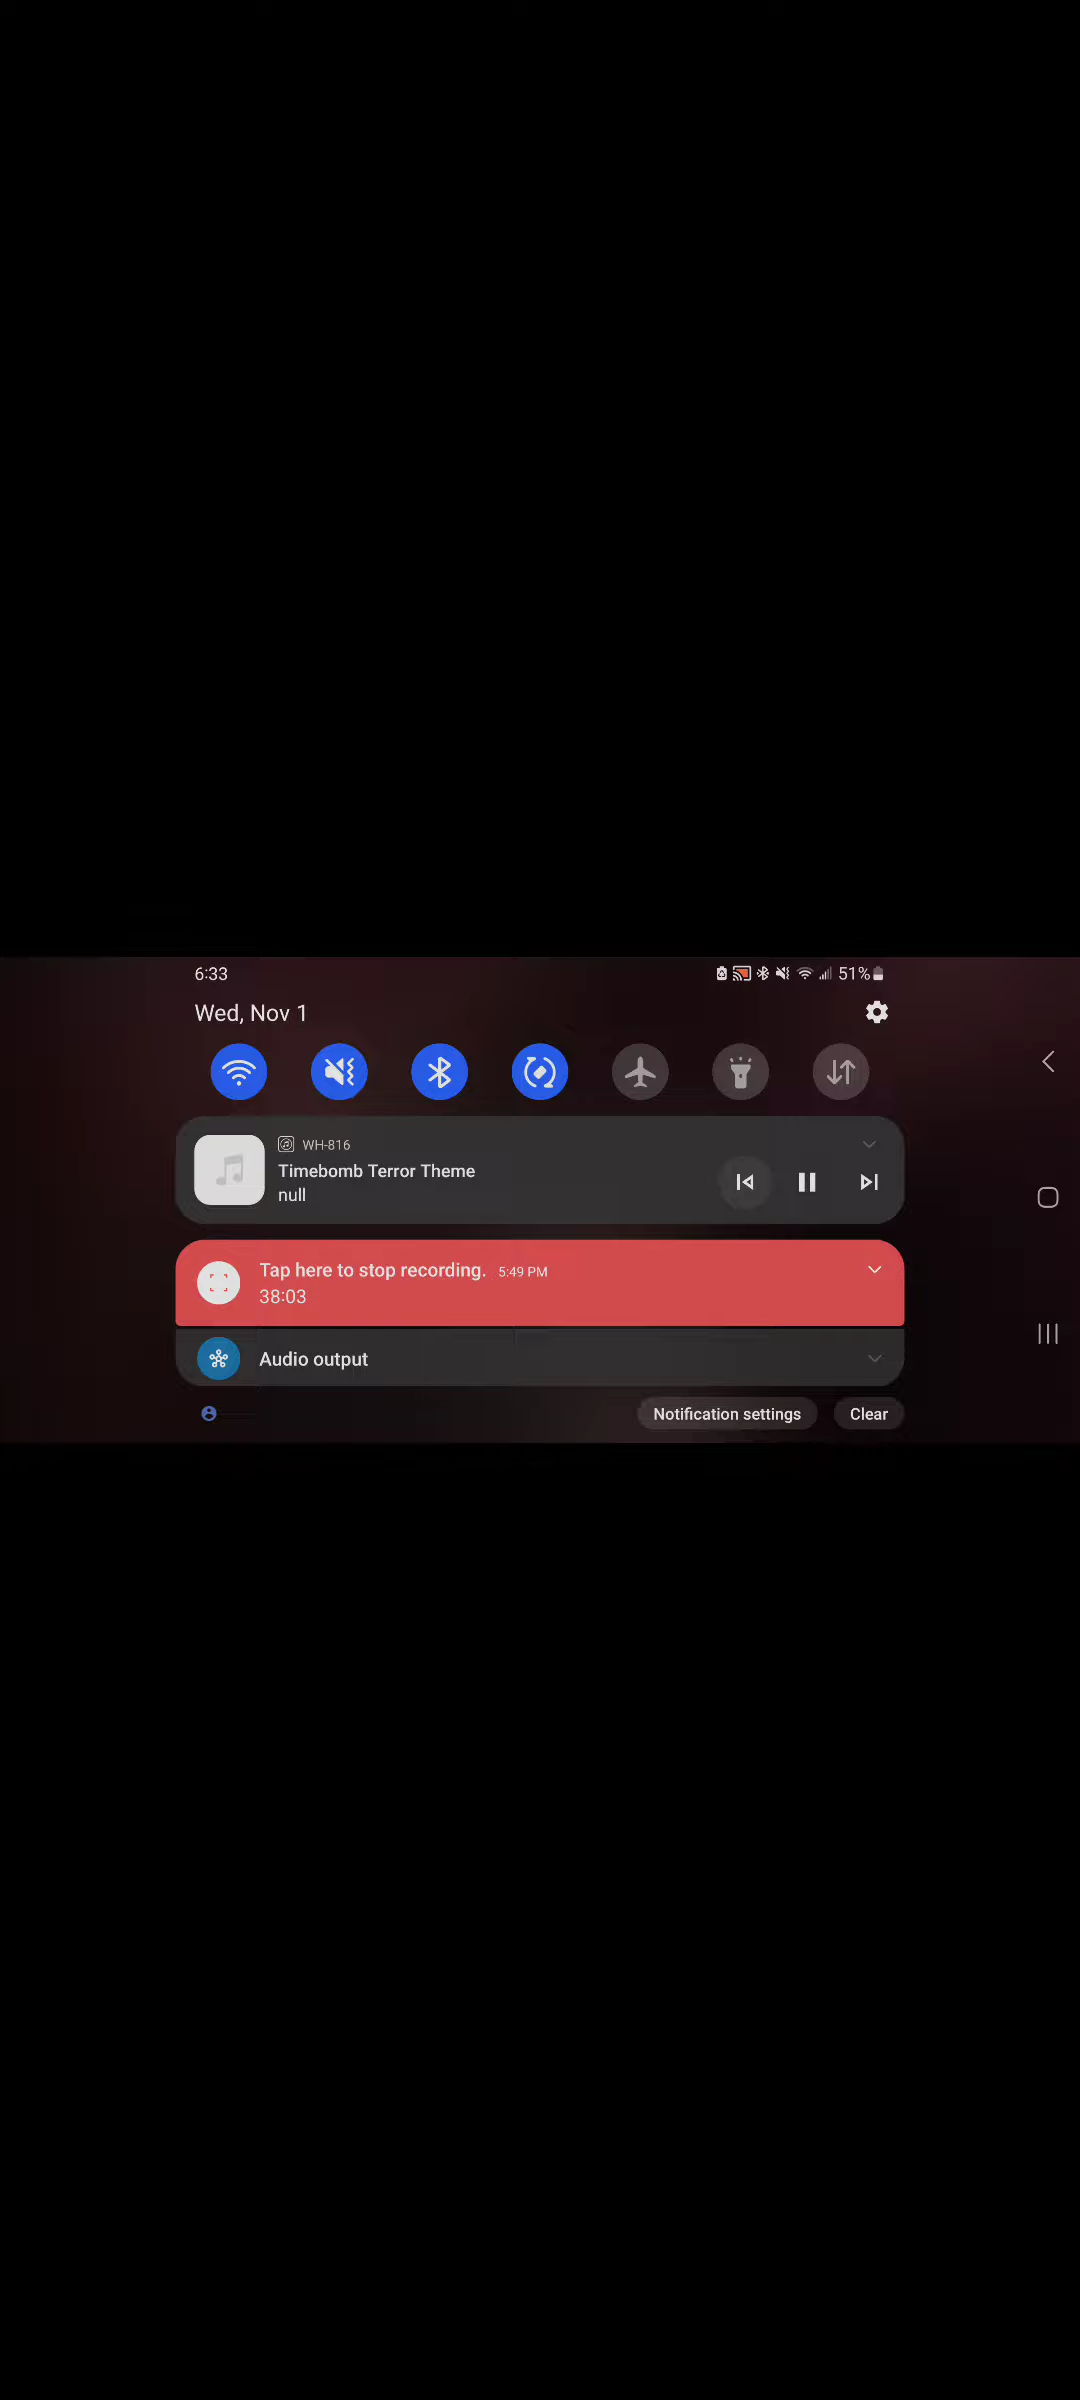 6:33
51%
Wed, Nov 1
WH-816
Timebomb Terror Theme
null
Tap here to stop recording. 5:49 PM
38:03
Audio output
Notification settings
Clear